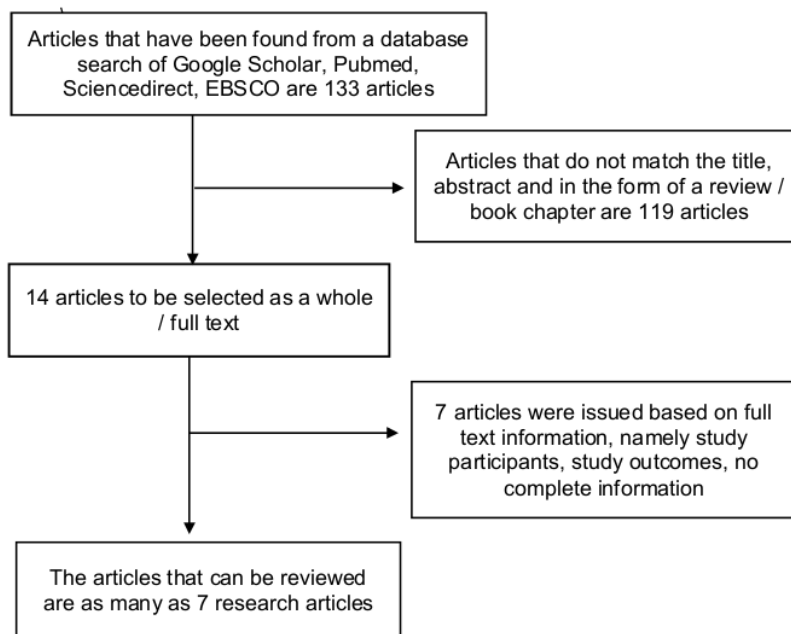 Articles that have been found from a database
search of Google Scholar, Pubmed,
Sciencedirect, EBSCO are 133 articles
Articles that do not match the title,
abstract and in the form of a review /
book chapter are 119 articles
14 articles to be selected as a whole
/ full text
7 articles were issued based on full
text information, namely study
participants, study outcomes, no
complete information
The articles that can be reviewed
are as many as 7 research articles